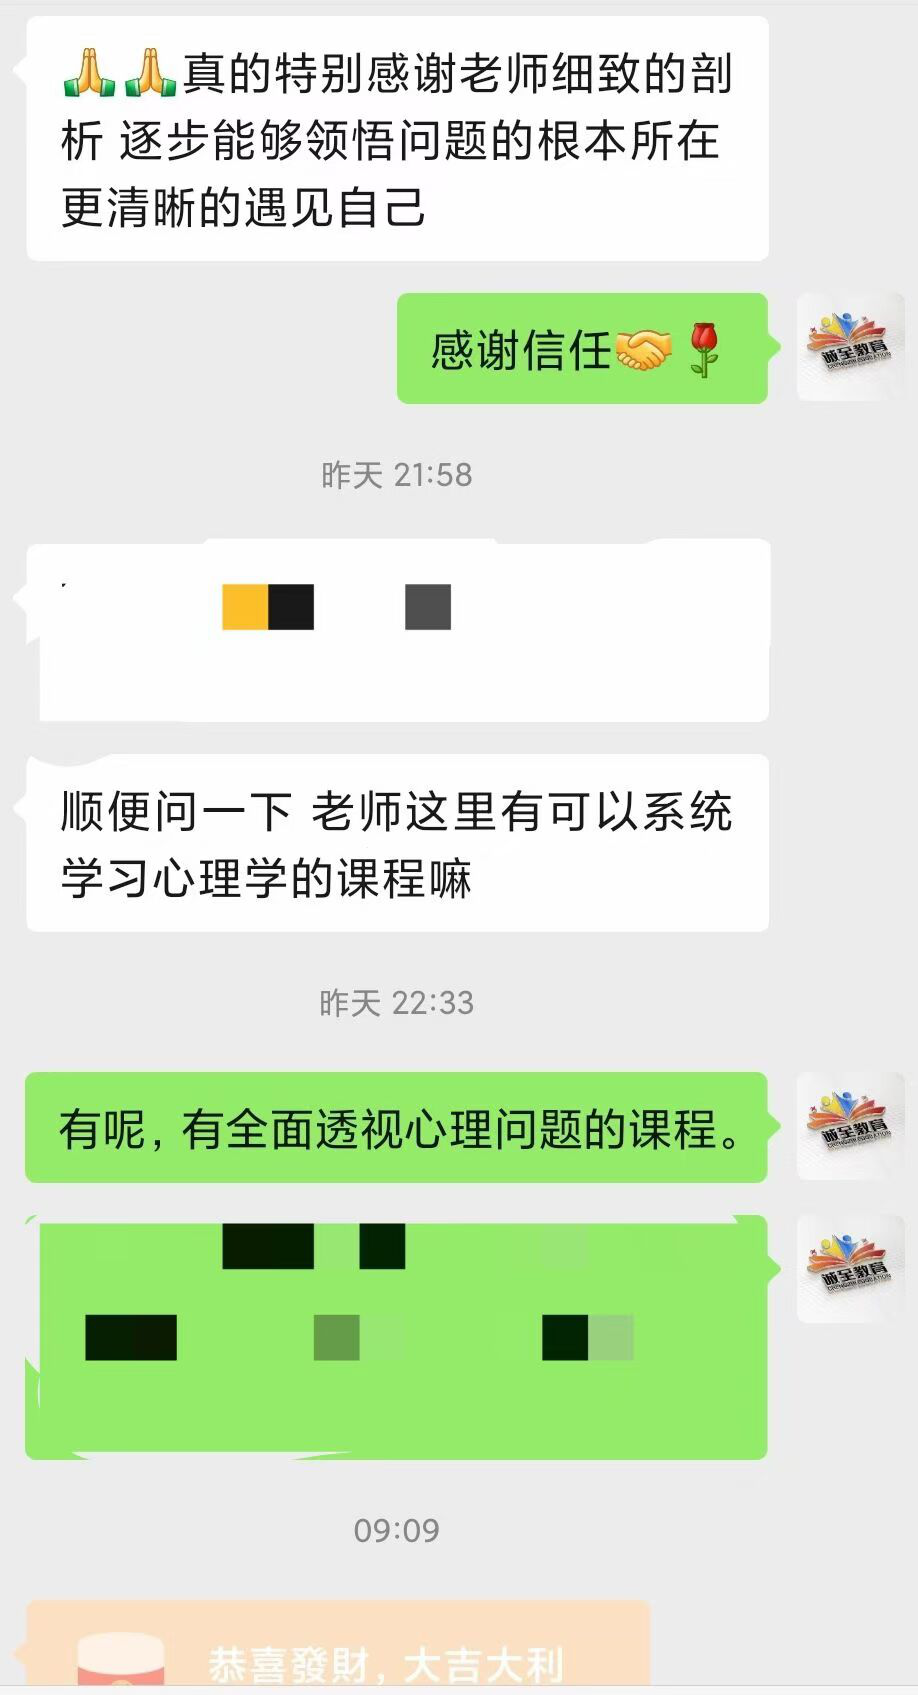 🙏🙏真的特别感谢老师细致的剖
析 逐步能够领悟问题的根本所在
更清晰的遇见自己
感谢信任🤝🌹
诚至教育
昨天 21:58
顺便问一下 老师这里有可以系统
学习心理学的课程嘛
昨天 22:33
有呢，有全面透视心理问题的课程。
诚至教育
诚至教育
09:09
恭喜發財，大吉大利